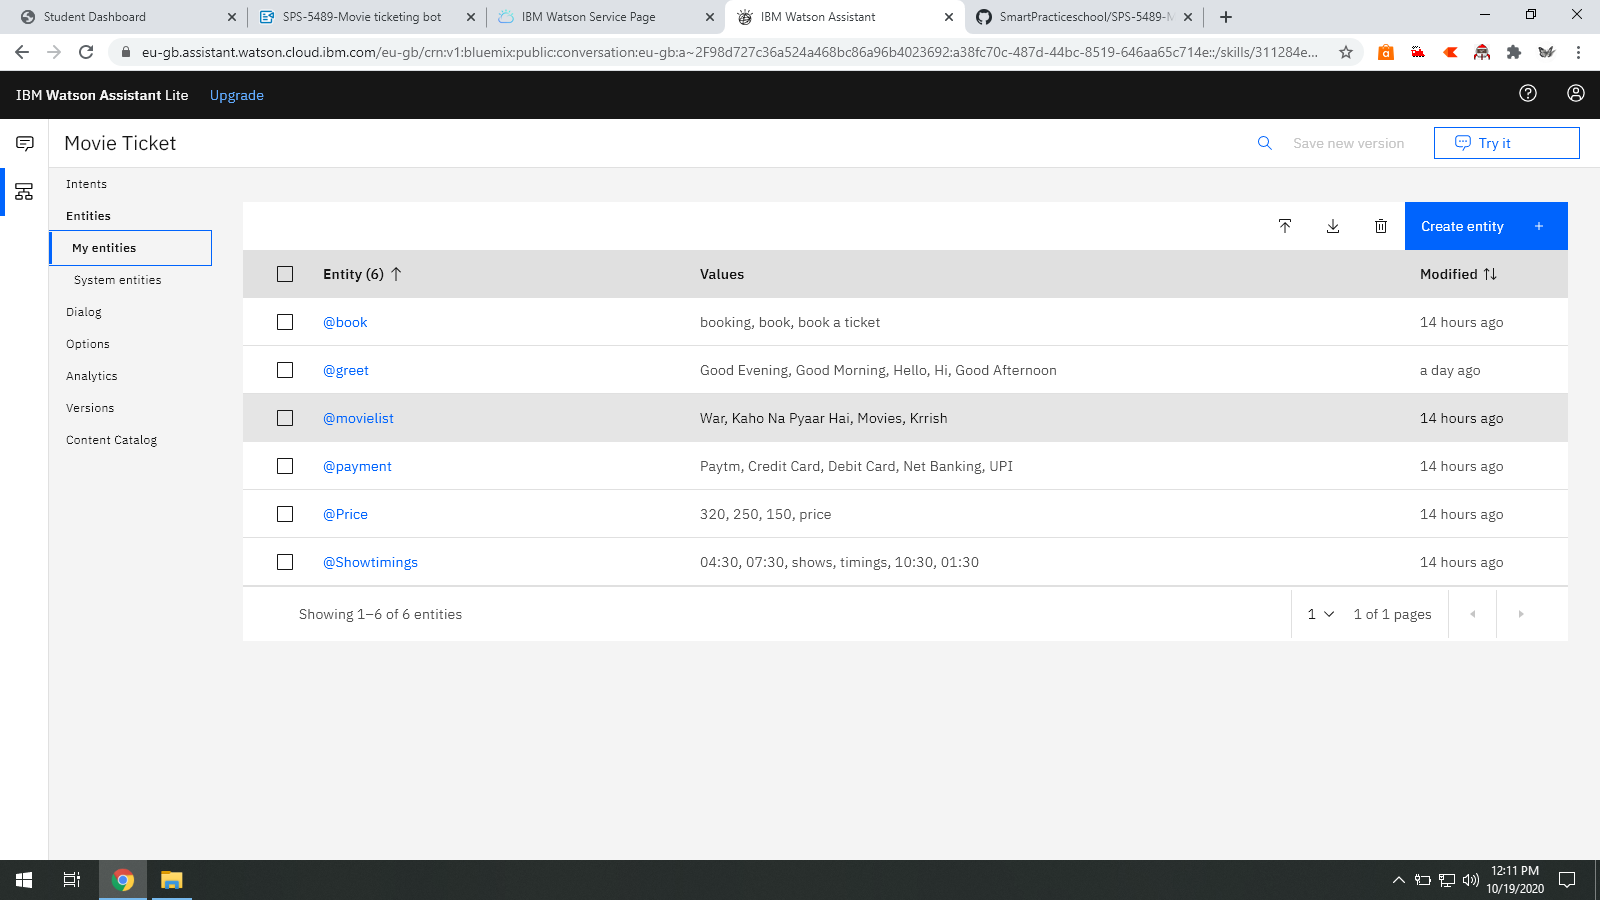 Student Dashboard
SPS-5489-Movie ticketing bot
IBM Watson Service Page
IBM Watson Assistant
SmartPracticeschool/SPS-5489-M
eu-gb.assistant.watson.cloud.ibm.com/eu-gb/crn:v1:bluemix:public:conversation:eu-gb:a~2F98d727c36a524a468bc86a96b4023692:a38fc70c-487d-44bc-8519-646aa65c714e::/skills/311284e...
IBM Watson Assistant Lite Upgrade
Movie Ticket
Save new version
Try it
Intents
Entities
My entities
System entities
Dialog
Options
Analytics
Versions
Content Catalog
Create entity +
Entity (6) Values Modified
@book booking, book, book a ticket 14 hours ago
@greet Good Evening, Good Morning, Hello, Hi, Good Afternoon a day ago
@movielist War, Kaho Na Pyaar Hai, Movies, Krrish 14 hours ago
@payment Paytm, Credit Card, Debit Card, Net Banking, UPI 14 hours ago
@Price 320, 250, 150, price 14 hours ago
@Showtimings 04:30, 07:30, shows, timings, 10:30, 01:30 14 hours ago
Showing 1–6 of 6 entities 1 1 of 1 pages
12:11 PM
10/19/2020